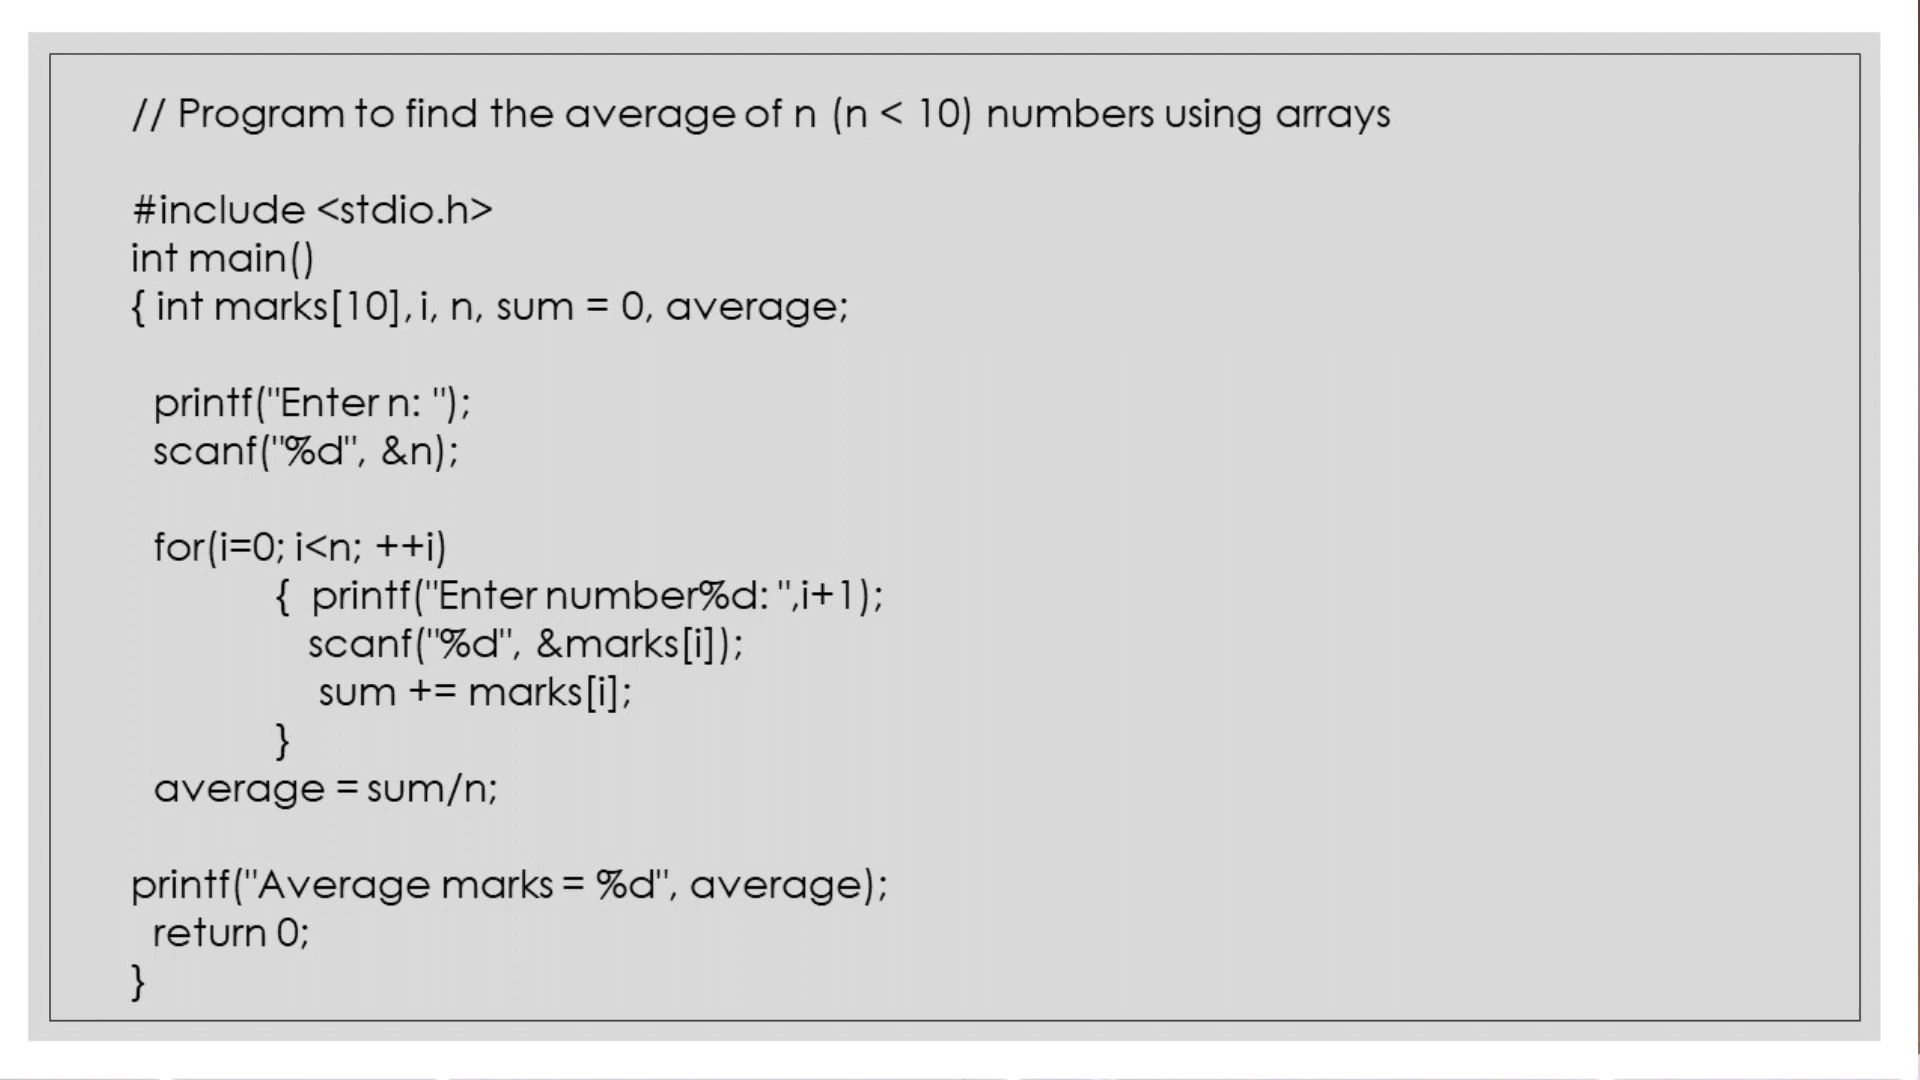 // Program to find the average of n (n < 10) numbers using arrays
#include <stdio.h>
int main()
{ int marks[10], i, n, sum = 0, average;
printf("Enter n: ");
scanf("%d", &n);
for(i=0; i<n; ++i)
{ printf("Enter number%d: ",i+1);
scanf("%d", &marks[i]);
sum += marks[i];
}
average = sum/n;
printf("Average marks = %d", average);
return 0;
}